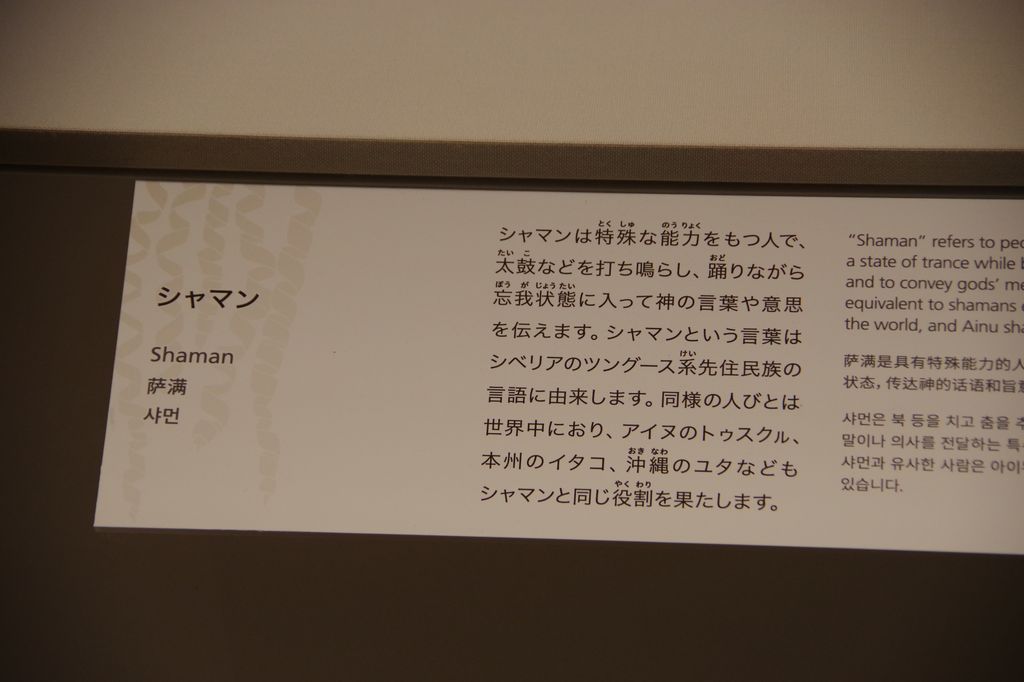 シャマン
Shaman
萨满
샤먼
シャマンは特殊な能力をもつ人で、
太鼓などを打ち鳴らし、踊りながら
忘我状態に入って神の言葉や意思
を伝えます。シャマンという言葉は
シベリアのツングース系先住民族の
言語に由来します。同様の人びとは
世界中におり、アイヌのトゥスクル、
本州のイタコ、沖縄のユタなども
シャマンと同じ役割を果たします。
“Shaman” refers to
a state of trance while
and to convey gods’
equivalent to shamans
the world, and Ainu
萨满是具有特殊能力的人
状态，传达神的话语和旨意
샤먼은 북 등을 치고 춤을
말이나 의사를 전달하는
샤먼과 유사한 사람은
있습니다.